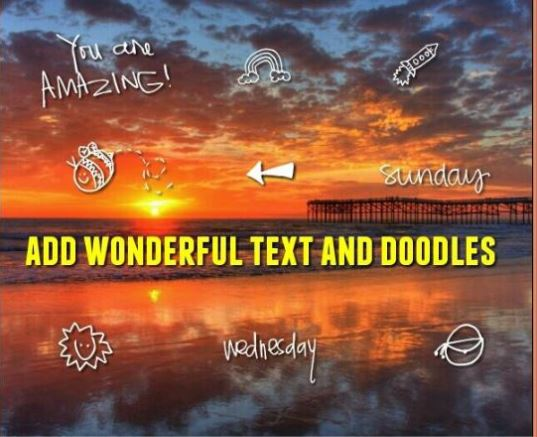 You are
AMAZING!
sunday
ADD WONDERFUL TEXT AND DOODLES
wednesday